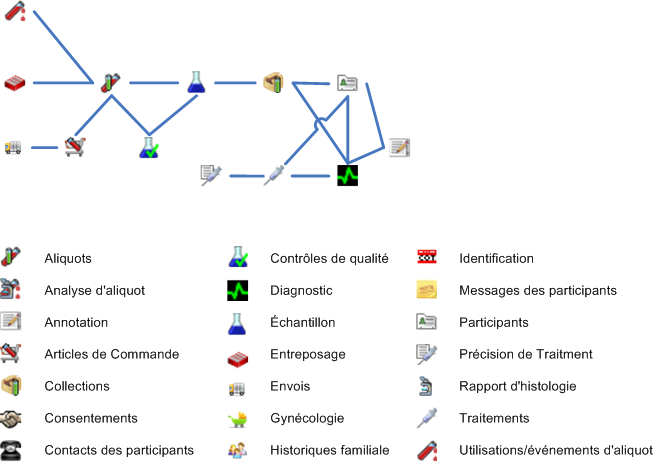 Aliquots
Contrôles de qualité
Identification
Analyse d'aliquot
Diagnostic
Messages des participants
Annotation
Échantillon
Participants
Articles de Commande
Entreposage
Précision de Traitment
Collections
Envois
Rapport d'histologie
Consentements
Gynécologie
Traitements
Contacts des participants
Historiques familiale
Utilisations/événements d'aliquot